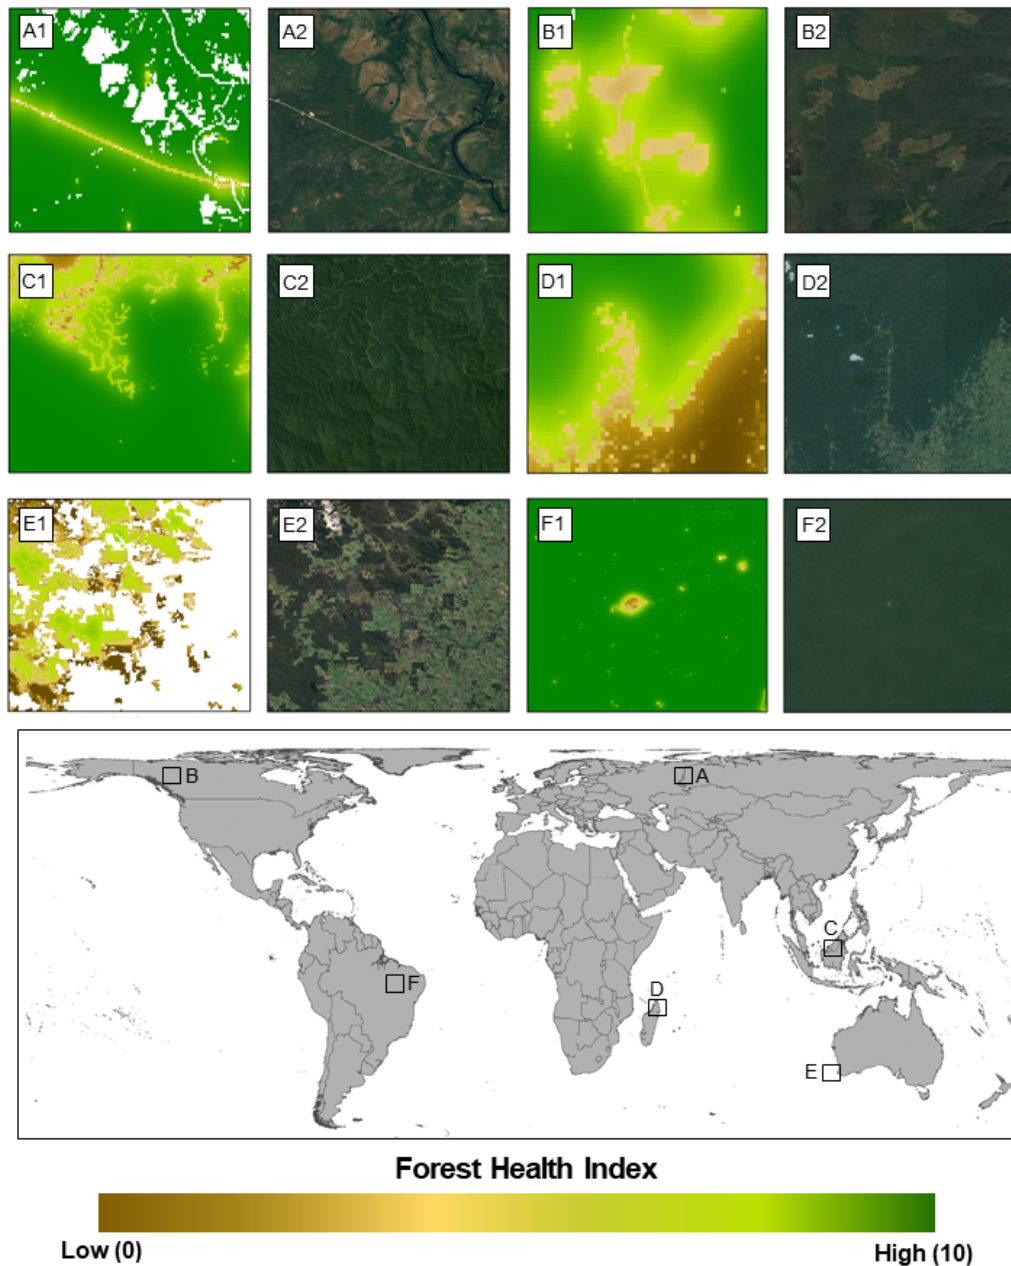 A1
A2
B1
B2
C1
C2
D1
D2
E1
E2
F1
F2
B
A
C
F
D
E
Forest Health Index
Low (0)
High (10)